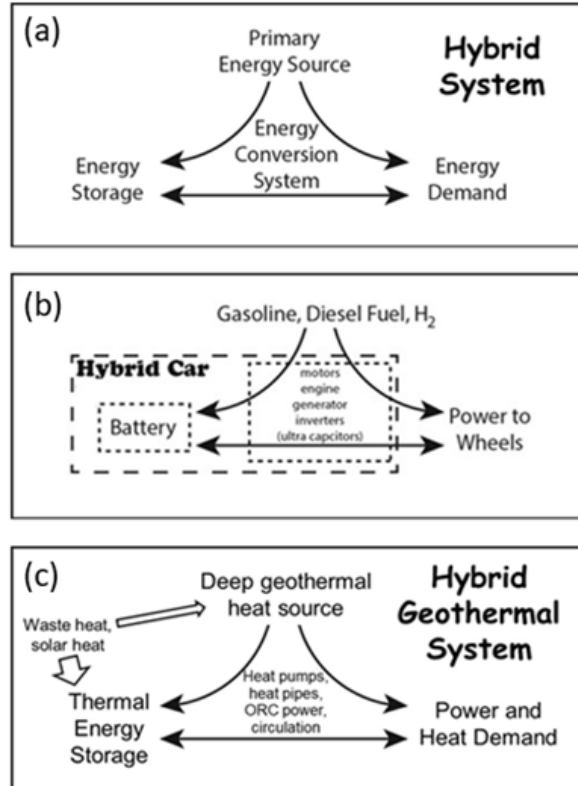 (a)
Primary
Energy Source
Hybrid
System
Energy
Conversion
System
Energy
Storage
Energy
Demand
(b)
Gasoline, Diesel Fuel, H₂
Hybrid Car
motors
engine
generator
inverters
(ultra capcitors)
Battery
Power to
Wheels
(c)
Deep geothermal
heat source
Hybrid
Geothermal
System
Waste heat,
solar heat
Heat pumps,
heat pipes,
ORC power,
circulation
Thermal
Energy
Storage
Power and
Heat Demand